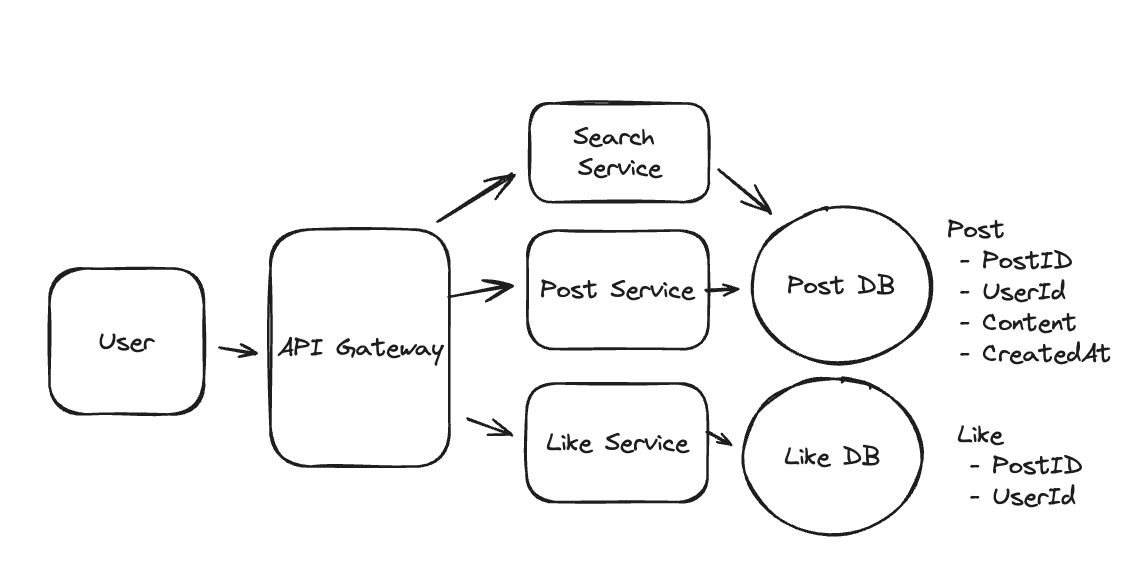 User
API Gateway
Search
Service
Post Service
Like Service
Post DB
Like DB
Post
- PostID
- UserId
- Content
- CreatedAt
Like
- PostID
- UserId